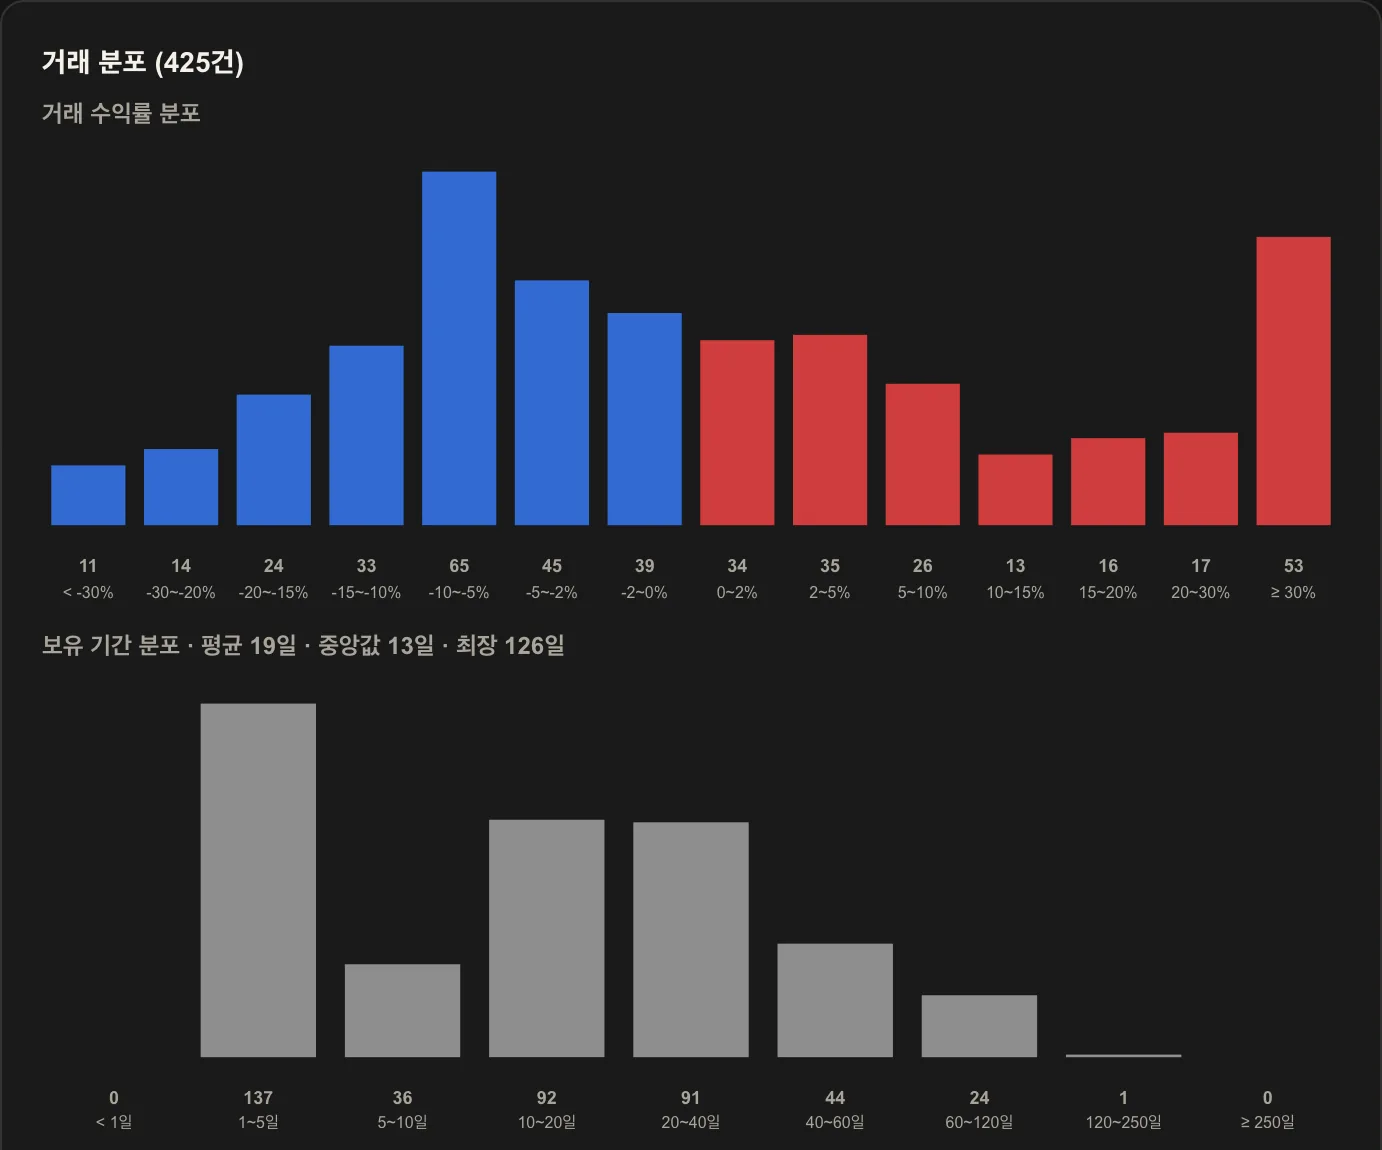 거래 분포 (425건)
거래 수익률 분포
11 14 24 33 65 45 39 34 35 26 13 16 17 53
< -30% -30~-20% -20~-15% -15~-10% -10~-5% -5~-2% -2~0% 0~2% 2~5% 5~10% 10~15% 15~20% 20~30% ≥ 30%
보유 기간 분포 · 평균 19일 · 중앙값 13일 · 최장 126일
0 137 36 92 91 44 24 1 0
< 1일 1~5일 5~10일 10~20일 20~40일 40~60일 60~120일 120~250일 ≥ 250일